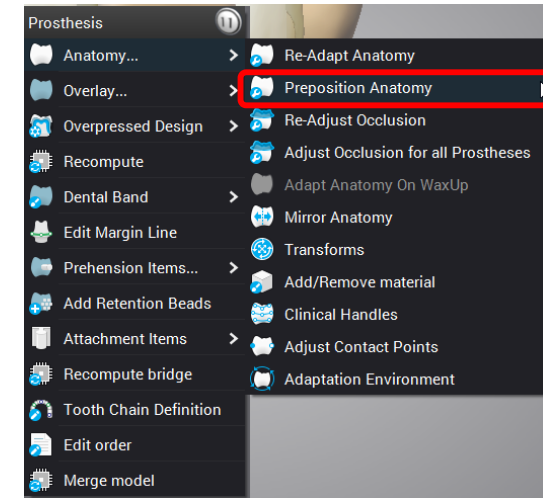 Prosthesis 11
Anatomy...
Overlay...
Overpressed Design
Recompute
Dental Band
Edit Margin Line
Prehension Items...
Add Retention Beads
Attachment Items
Recompute bridge
Tooth Chain Definition
Edit order
Merge model
Re-Adapt Anatomy
Preposition Anatomy
Re-Adjust Occlusion
Adjust Occlusion for all Prostheses
Adapt Anatomy On WaxUp
Mirror Anatomy
Transforms
Add/Remove material
Clinical Handles
Adjust Contact Points
Adaptation Environment